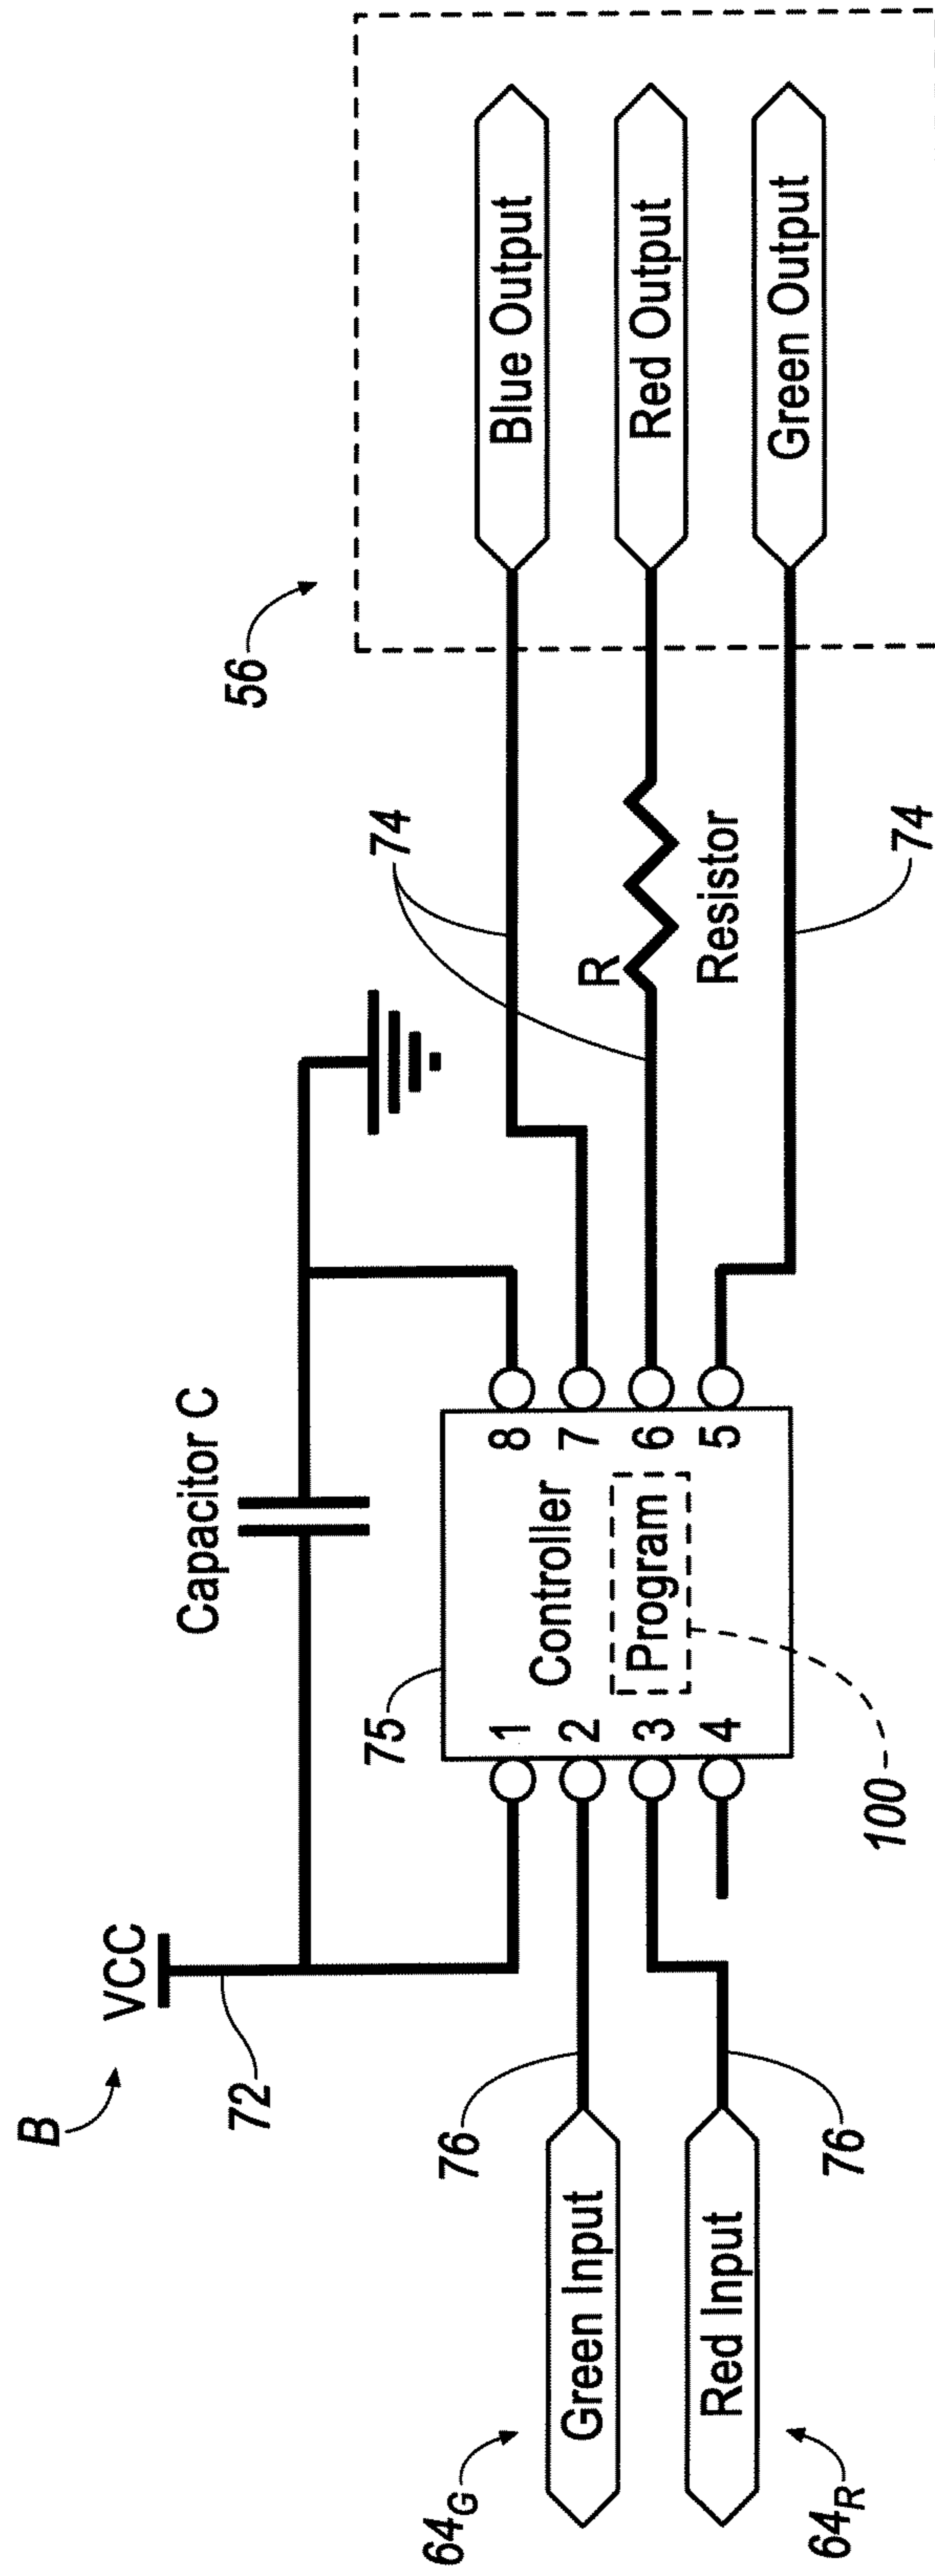 B
VCC
72
Capacitor C
75
Controller
Program
100
1
2
3
4
8
7
6
5
Green Input
76
64G
Red Input
76
64R
74
R
Resistor
74
56
Blue Output
Red Output
Green Output